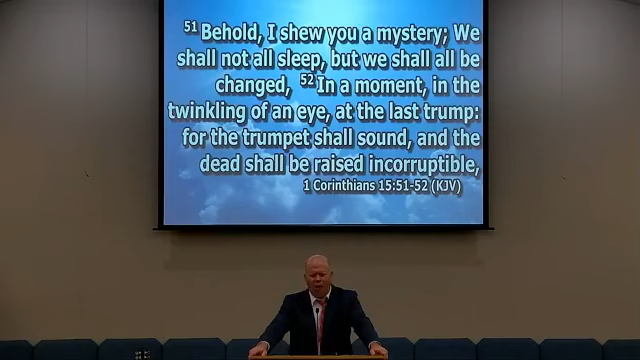 51 Behold, I shew you a mystery; We
shall not all sleep, but we shall all be
changed, 52 In a moment, in the
twinkling of an eye, at the last trump:
for the trumpet shall sound, and the
dead shall be raised incorruptible,
1 Corinthians 15:51-52 (KJV)